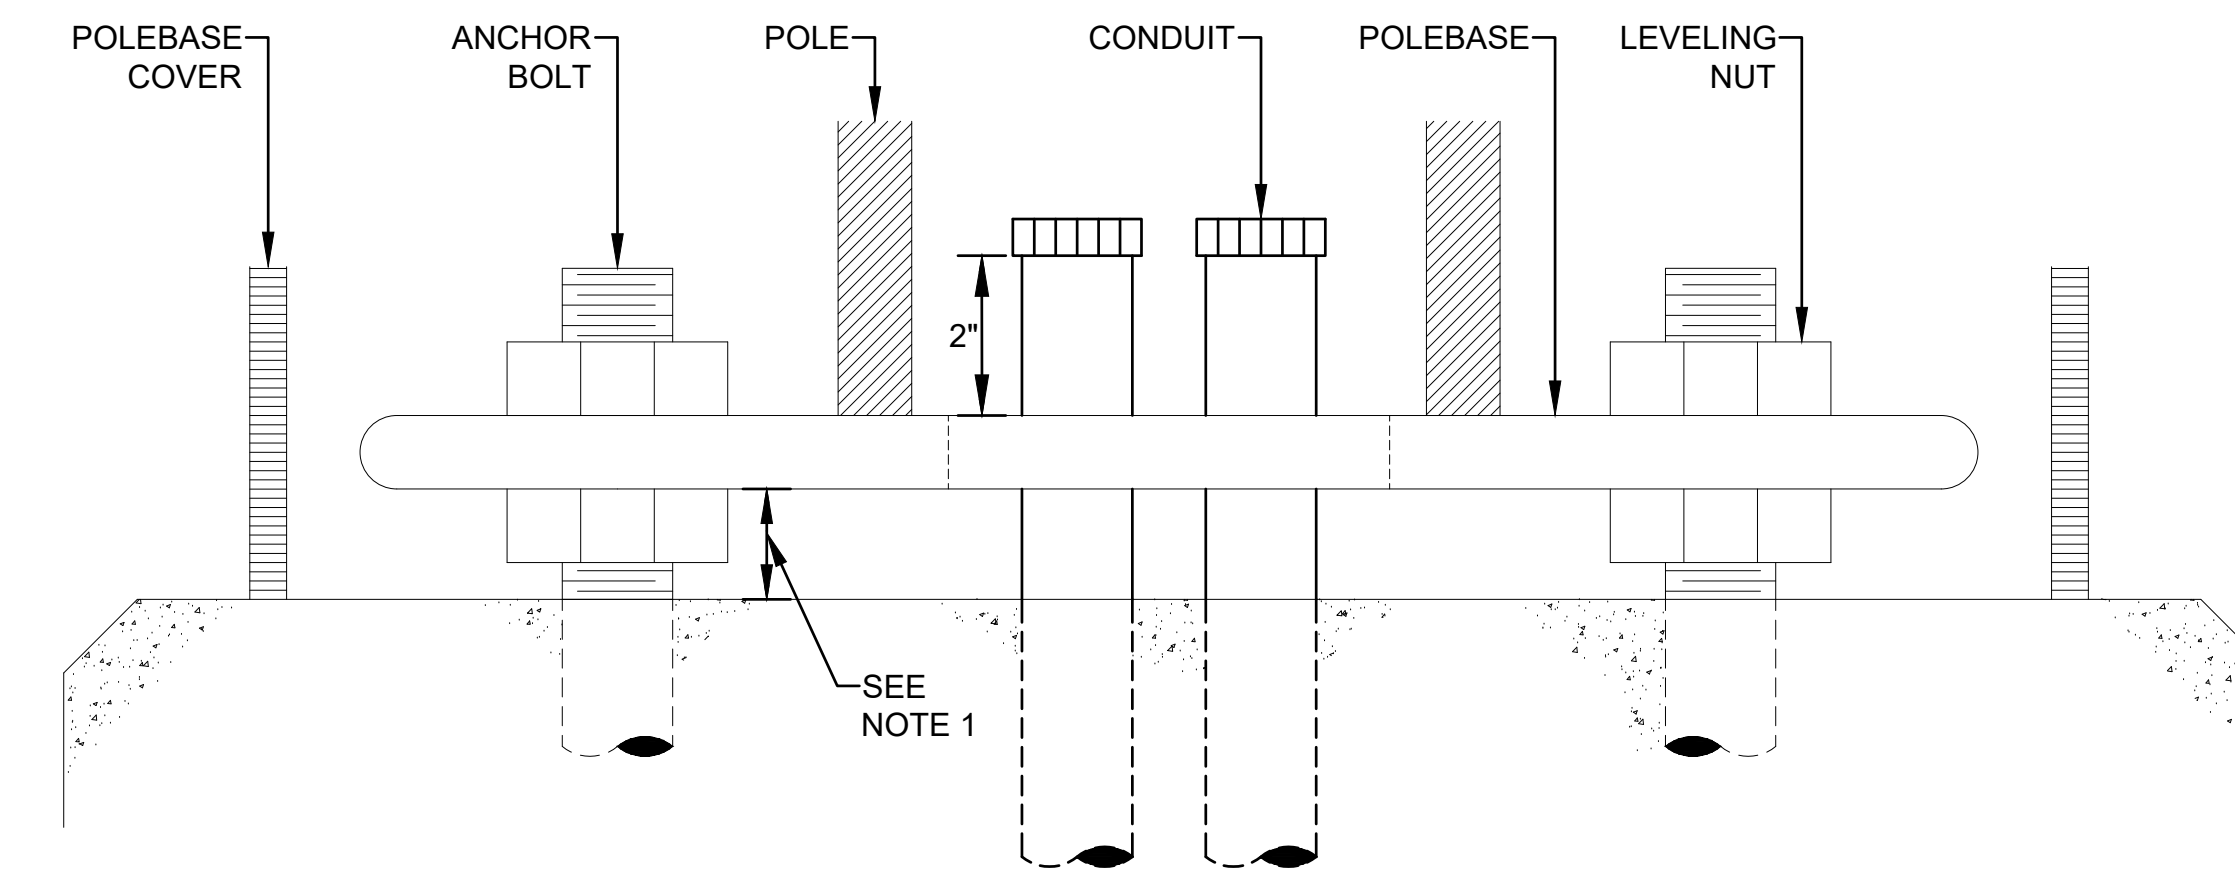 POLEBASE
COVER
ANCHOR
BOLT
POLE
CONDUIT
POLEBASE
LEVELING
NUT
2"
SEE
NOTE 1